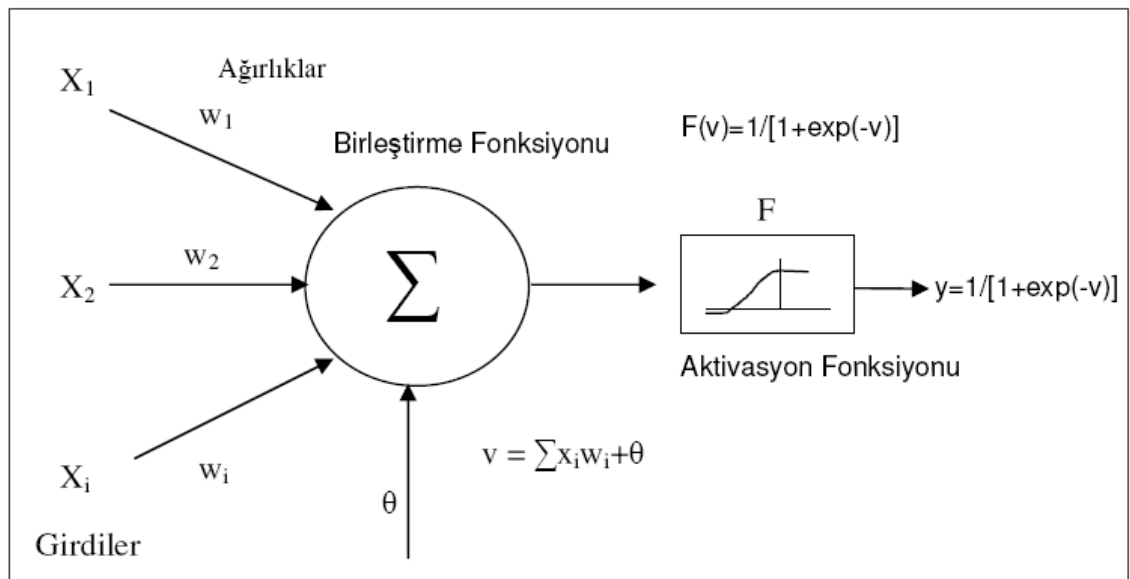 X₁
Ağırlıklar
w₁
Birleştirme Fonksiyonu
F(v)=1/[1+exp(-v)]
F
X₂
w₂
∑
y=1/[1+exp(-v)]
Aktivasyon Fonksiyonu
v = ∑xᵢwᵢ+θ
Xᵢ
wᵢ
θ
Girdiler